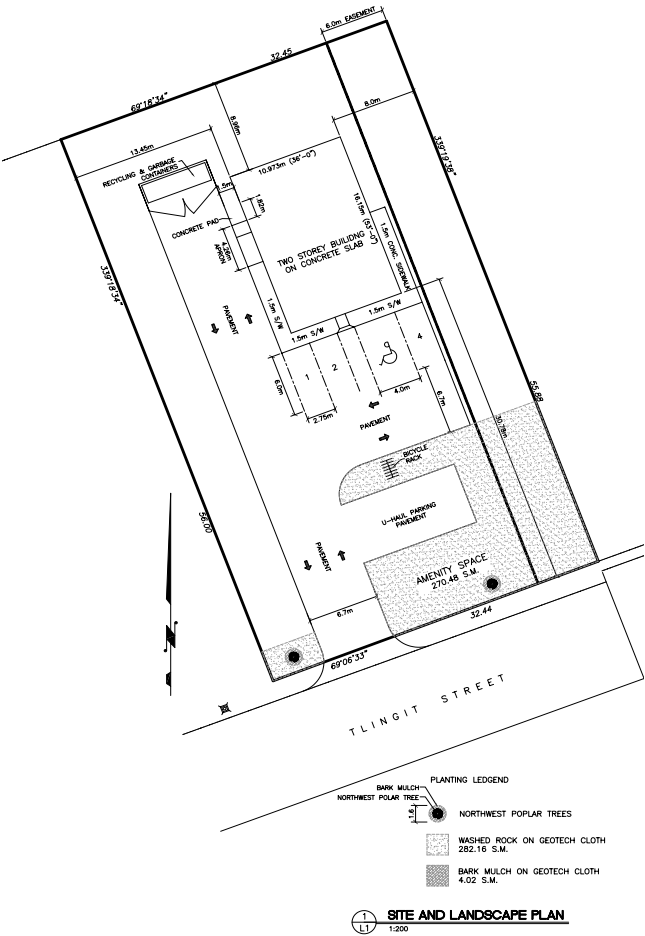 6.0m EASEMENT
32.45
69°18'34"
8.99m
8.0m
13.45m
339°19'38"
RECYCLING & GARBAGE
CONTAINERS
10.973m (36'-0")
1.82m
16.15m (53'-0")
CONCRETE PAD
4.26m
APRON
TWO STOREY BUILIDNG
ON CONCRETE SLAB
1.5m CONC. SIDEWALK
339°18'34"
PAVEMENT
1.5m S/W
1.5m S/W
1.5m S/W
1
2
4
6.0m
2.75m
4.0m
6.7m
PAVEMENT
55.88
30.78m
BICYCLE
RACK
U-HAUL PARKING
PAVEMENT
56.00
PAVEMENT
AMENITY SPACE
270.48 S.M.
6.7m
32.44
N
69°06'33"
TLINGIT STREET
PLANTING LEDGEND
BARK MULCH
NORTHWEST POLAR TREE
1.6
NORTHWEST POPLAR TREES
WASHED ROCK ON GEOTECH CLOTH
282.16 S.M.
BARK MULCH ON GEOTECH CLOTH
4.02 S.M.
1
L1
SITE AND LANDSCAPE PLAN
1:200